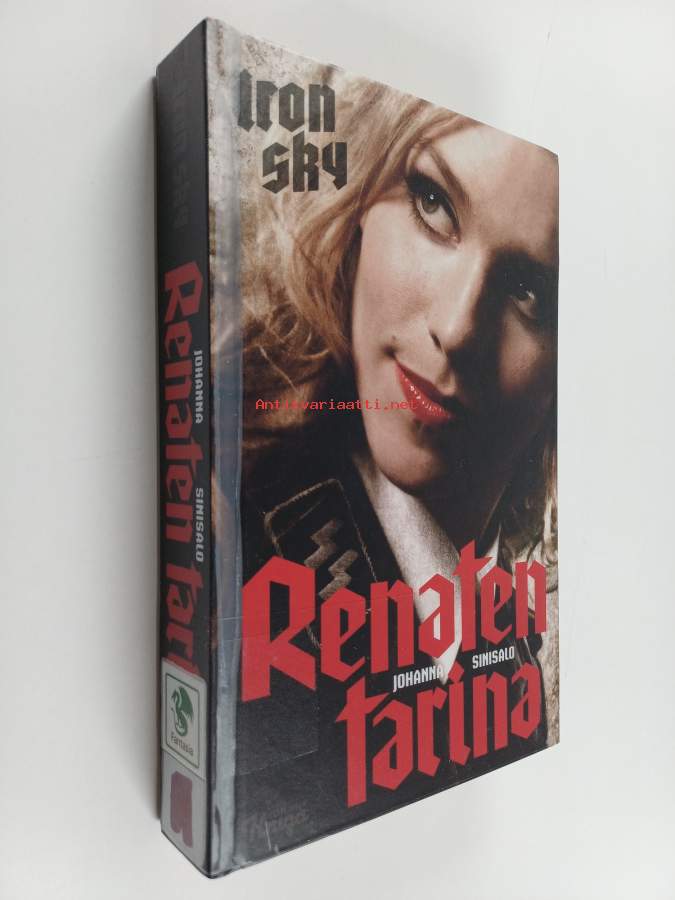 Iron
Sky
Renaten
JOHANNA SINISALO
tarina
Antikvariaatti.net
Renaten tari
JOHANNA SINISALO
Fantasia